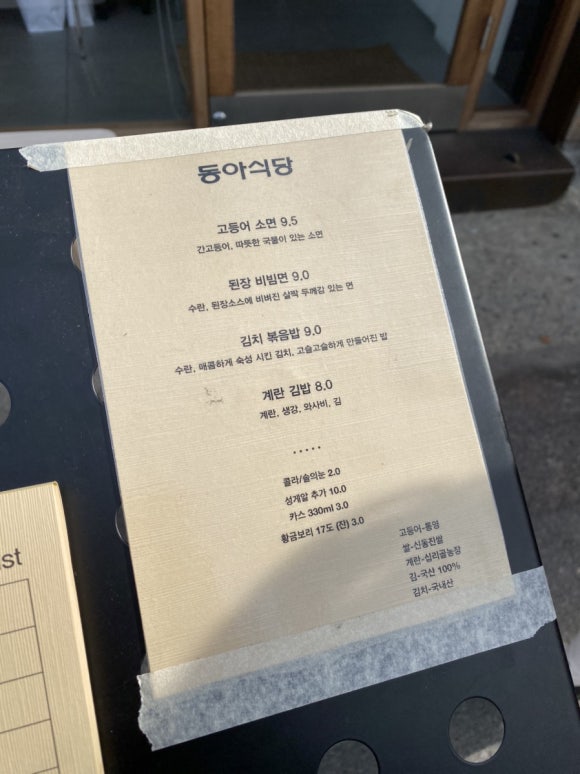 동아식당
고등어 소면 9.5
간고등어, 따뜻한 국물이 있는 소면
된장 비빔면 9.0
수란, 된장소스에 비벼진 살짝 두께감 있는 면
김치 볶음밥 9.0
수란, 매콤하게 숙성 시킨 김치, 고슬고슬하게 만들어진 밥
계란 김밥 8.0
계란, 생강, 와사비, 김
.....
콜라/솔의눈 2.0
성게알 추가 10.0
카스 330ml 3.0
황금보리 17도 (잔) 3.0
고등어-통영
쌀-신동진쌀
계란-심리골농장
김-국산 100%
김치-국내산
st